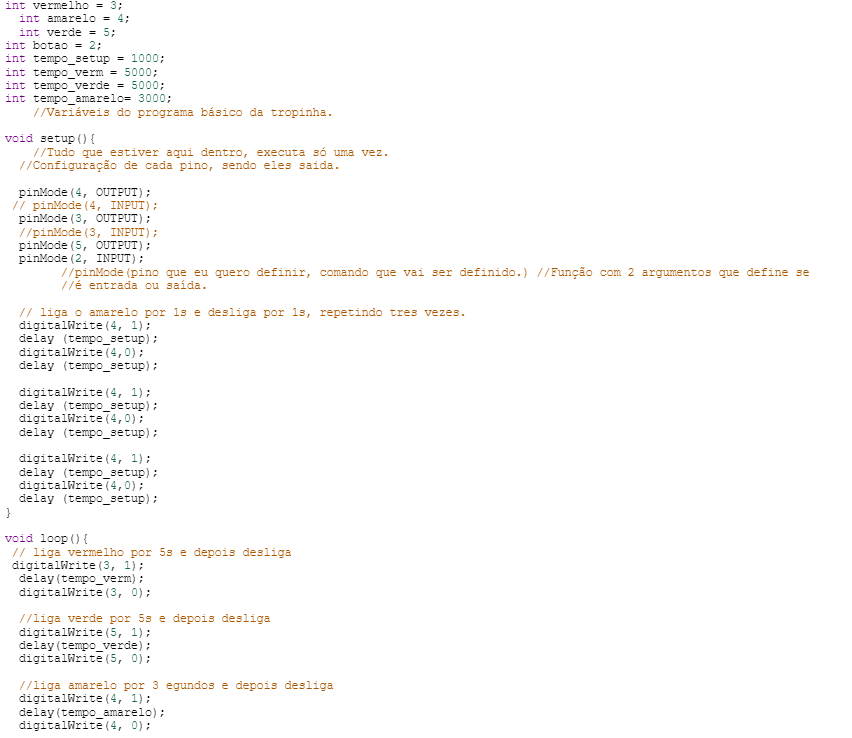 int vermelho = 3;
int amarelo = 4;
int verde = 5;
int botao = 2;
int tempo_setup = 1000;
int tempo_verm = 5000;
int tempo_verde = 5000;
int tempo_amarelo= 3000;
//Variáveis do programa básico da tropinha.
void setup(){
//Tudo que estiver aqui dentro, executa só uma vez.
//Configuração de cada pino, sendo eles saida.
pinMode(4, OUTPUT);
// pinMode(4, INPUT);
pinMode(3, OUTPUT);
//pinMode(3, INPUT);
pinMode(5, OUTPUT);
pinMode(2, INPUT);
//pinMode(pino que eu quero definir, comando que vai ser definido.) //Função com 2 argumentos que define se
//é entrada ou saída.
// liga o amarelo por 1s e desliga por 1s, repetindo tres vezes.
digitalWrite(4, 1);
delay (tempo_setup);
digitalWrite(4,0);
delay (tempo_setup);
digitalWrite(4, 1);
delay (tempo_setup);
digitalWrite(4,0);
delay (tempo_setup);
digitalWrite(4, 1);
delay (tempo_setup);
digitalWrite(4,0);
delay (tempo_setup);
}
void loop(){
// liga vermelho por 5s e depois desliga
digitalWrite(3, 1);
delay(tempo_verm);
digitalWrite(3, 0);
//liga verde por 5s e depois desliga
digitalWrite(5, 1);
delay(tempo_verde);
digitalWrite(5, 0);
//liga amarelo por 3 egundos e depois desliga
digitalWrite(4, 1);
delay(tempo_amarelo);
digitalWrite(4, 0);